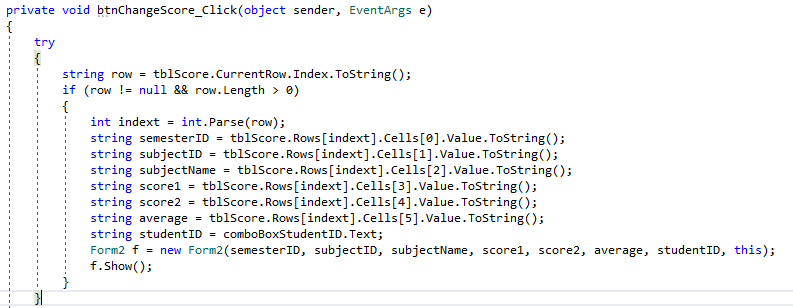 private void btnChangeScore_Click(object sender, EventArgs e)
{
try
{
string row = tblScore.CurrentRow.Index.ToString();
if (row != null && row.Length > 0)
{
int indext = int.Parse(row);
string semesterID = tblScore.Rows[indext].Cells[0].Value.ToString();
string subjectID = tblScore.Rows[indext].Cells[1].Value.ToString();
string subjectName = tblScore.Rows[indext].Cells[2].Value.ToString();
string score1 = tblScore.Rows[indext].Cells[3].Value.ToString();
string score2 = tblScore.Rows[indext].Cells[4].Value.ToString();
string average = tblScore.Rows[indext].Cells[5].Value.ToString();
string studentID = comboBoxStudentID.Text;
Form2 f = new Form2(semesterID, subjectID, subjectName, score1, score2, average, studentID, this);
f.Show();
}
}